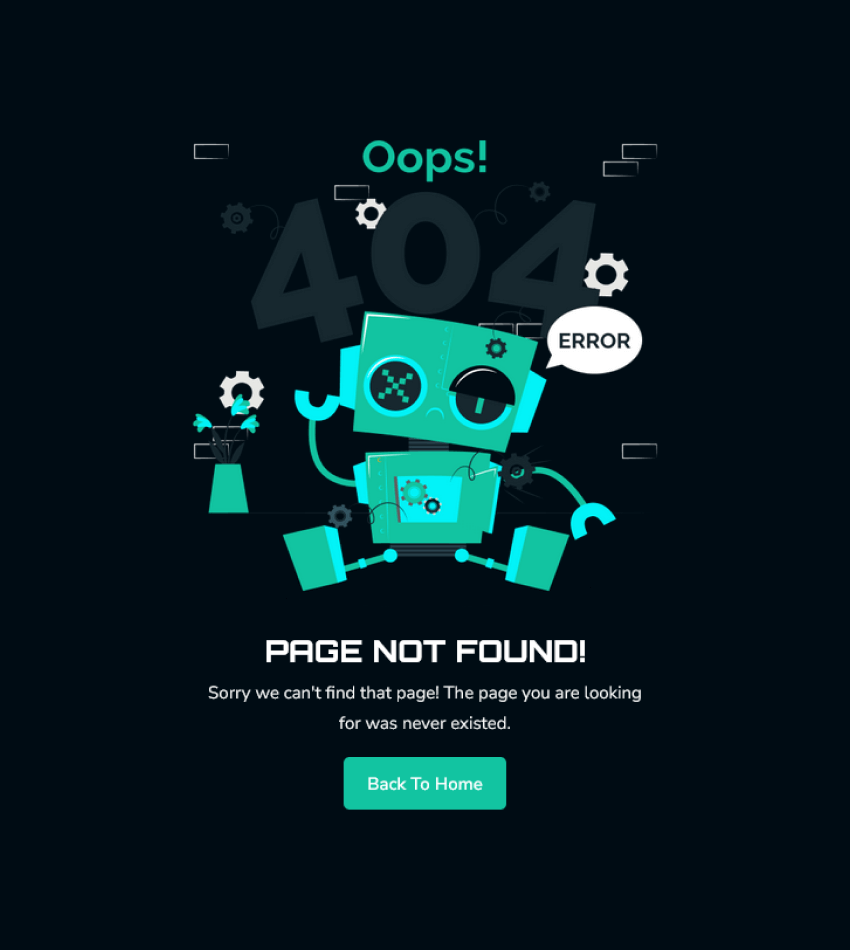 Oops!
404
ERROR
PAGE NOT FOUND!
Sorry we can't find that page! The page you are looking
for was never existed.
Back To Home